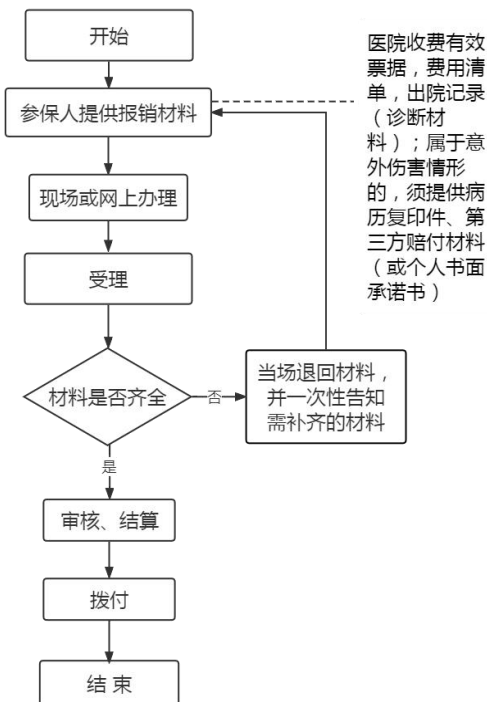 开始
医院收费有效
票据，费用清
单，出院记录
（诊断材
料）；属于意
外伤害情形
的，须提供病
历复印件、第
三方赔付材料
（或个人书面
承诺书）
参保人提供报销材料
现场或网上办理
受理
材料是否齐全
否
当场退回材料，
并一次性告知
需补齐的材料
是
审核、结算
拨付
结 束